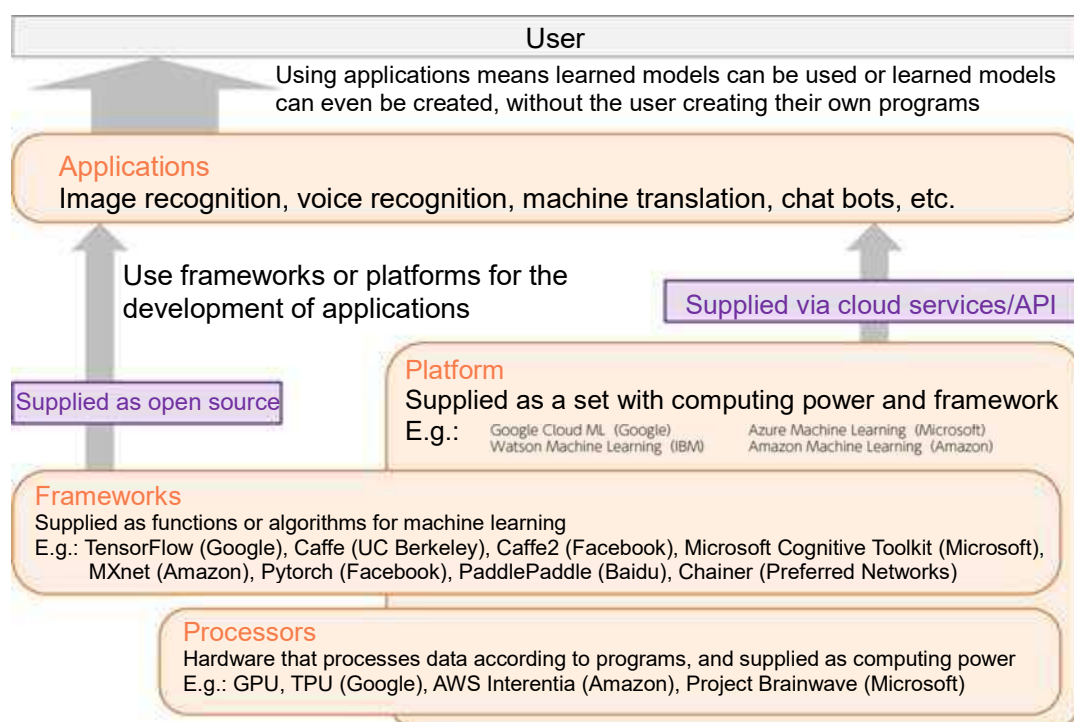 User
Using applications means learned models can be used or learned models
can even be created, without the user creating their own programs
Applications
Image recognition, voice recognition, machine translation, chat bots, etc.
Use frameworks or platforms for the
development of applications
Supplied via cloud services/API
Supplied as open source
Platform
Supplied as a set with computing power and framework
E.g.: Google Cloud ML (Google) Azure Machine Learning (Microsoft)
Watson Machine Learning (IBM) Amazon Machine Learning (Amazon)
Frameworks
Supplied as functions or algorithms for machine learning
E.g.: TensorFlow (Google), Caffe (UC Berkeley), Caffe2 (Facebook), Microsoft Cognitive Toolkit (Microsoft),
MXnet (Amazon), Pytorch (Facebook), PaddlePaddle (Baidu), Chainer (Preferred Networks)
Processors
Hardware that processes data according to programs, and supplied as computing power
E.g.: GPU, TPU (Google), AWS Interentia (Amazon), Project Brainwave (Microsoft)